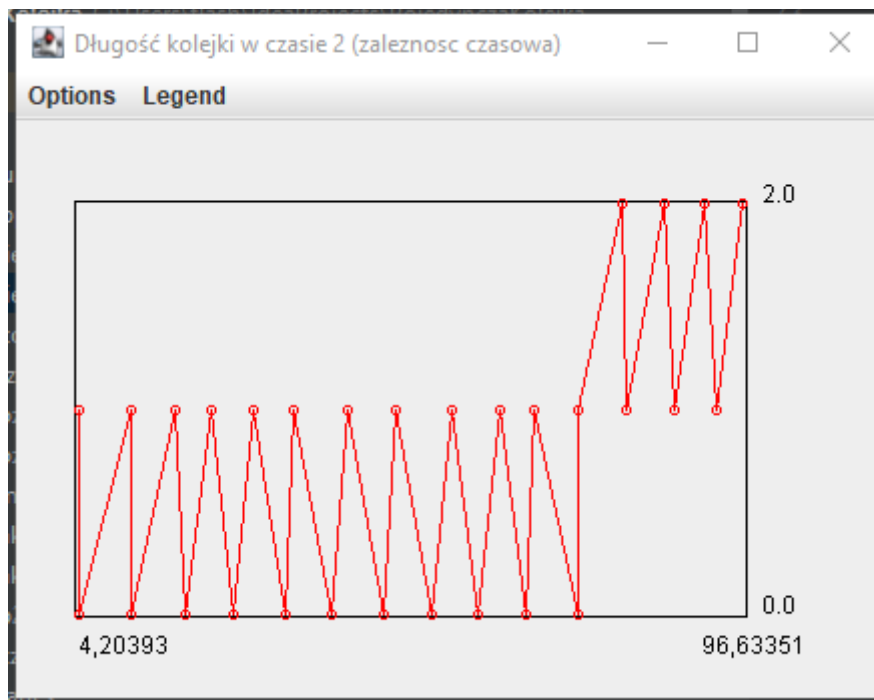 Długość kolejki w czasie 2 (zaleznosc czasowa)
Options Legend
2.0
0.0
4,20393 96,63351